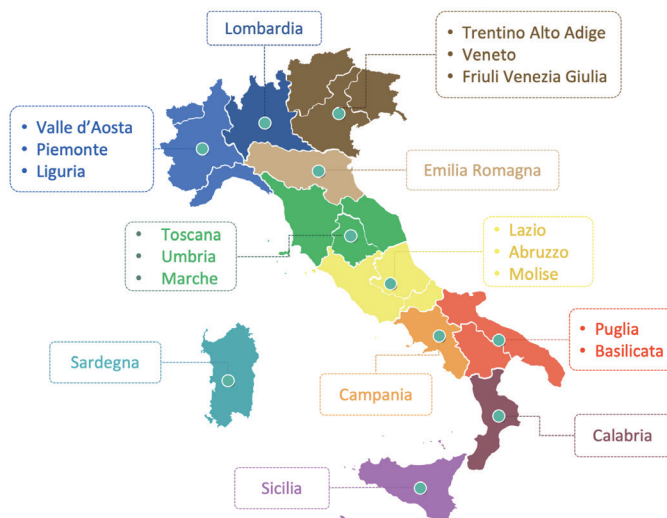 Lombardia
• Trentino Alto Adige
• Veneto
• Friuli Venezia Giulia
• Valle d’Aosta
• Piemonte
• Liguria
Emilia Romagna
• Toscana
• Umbria
• Marche
• Lazio
• Abruzzo
• Molise
• Puglia
• Basilicata
Sardegna
Campania
Calabria
Sicilia